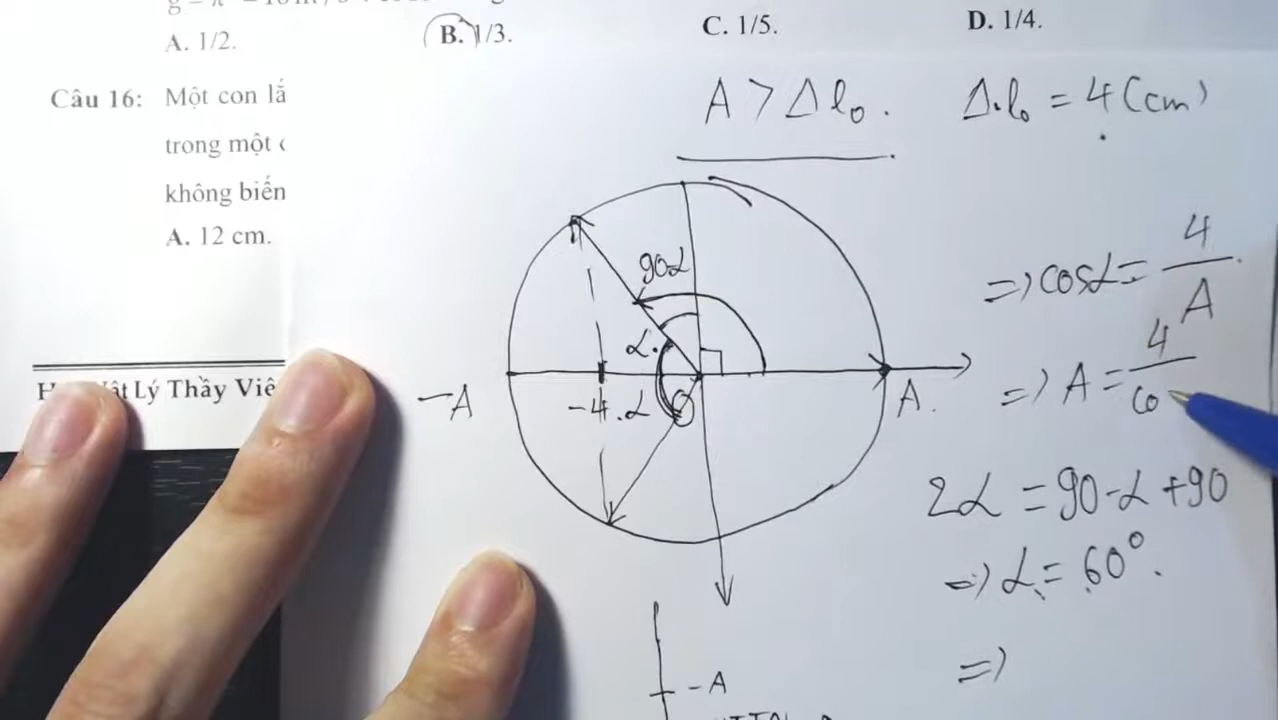 A. 1/2.
B. 1/3.
C. 1/5.
D. 1/4.
Câu 16: Một con lắ
trong một
không biến
A. 12 cm.
Vật Lý Thầy Viê
A > Δl₀.
Δl₀ = 4 (cm)
90-α
α
-4
α
O
-A
A
=> cosα = 4/A
=> A = 4/co
2α = 90-α +90
=> α = 60°.
=>
-A